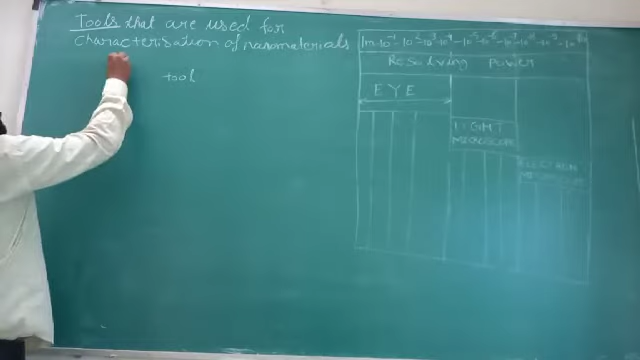 Tools that are used for
characterisation of nanomaterials
tool
Resolving Power
EYE
LIGHT
MICROSCOPE
ELECTRON
MICROSCOPE